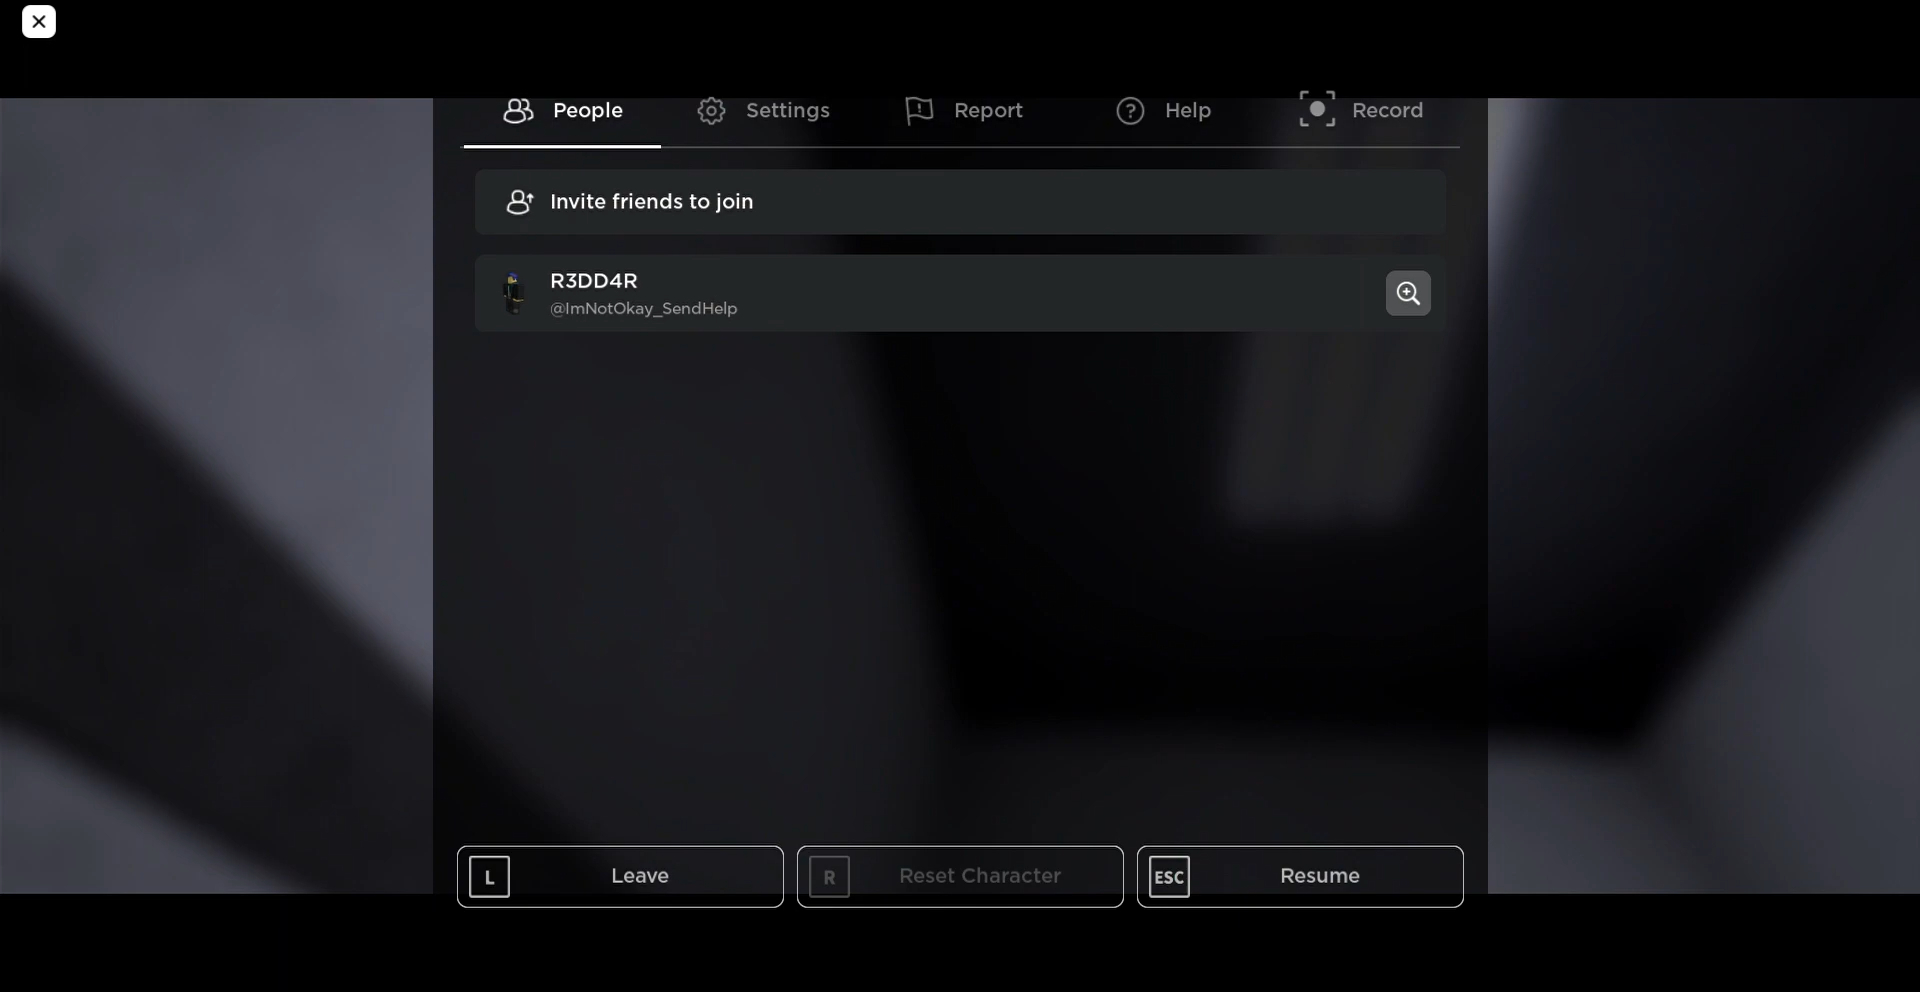 People
Settings
Report
Help
Record
Invite friends to join
R3DD4R
@ImNotOkay_SendHelp
L
Leave
R
Reset Character
ESC
Resume